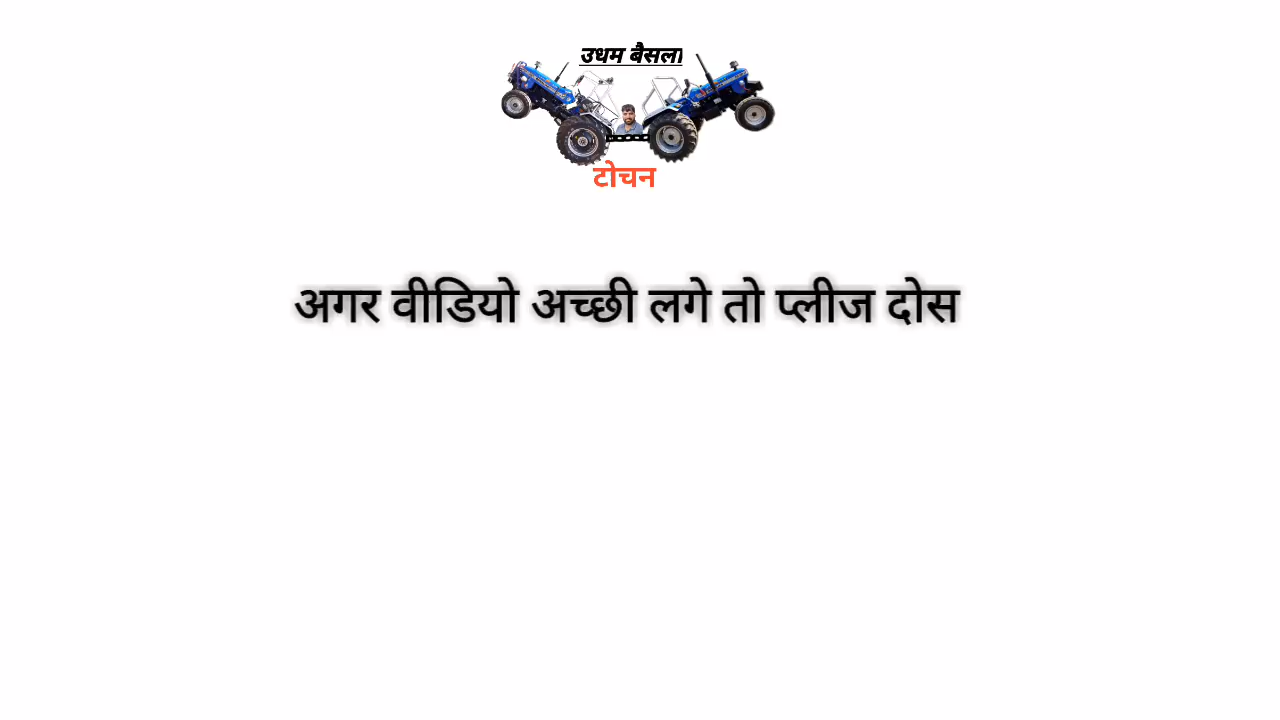 उधम बैसला
टोचन
अगर वीडियो अच्छी लगे तो प्लीज दोस